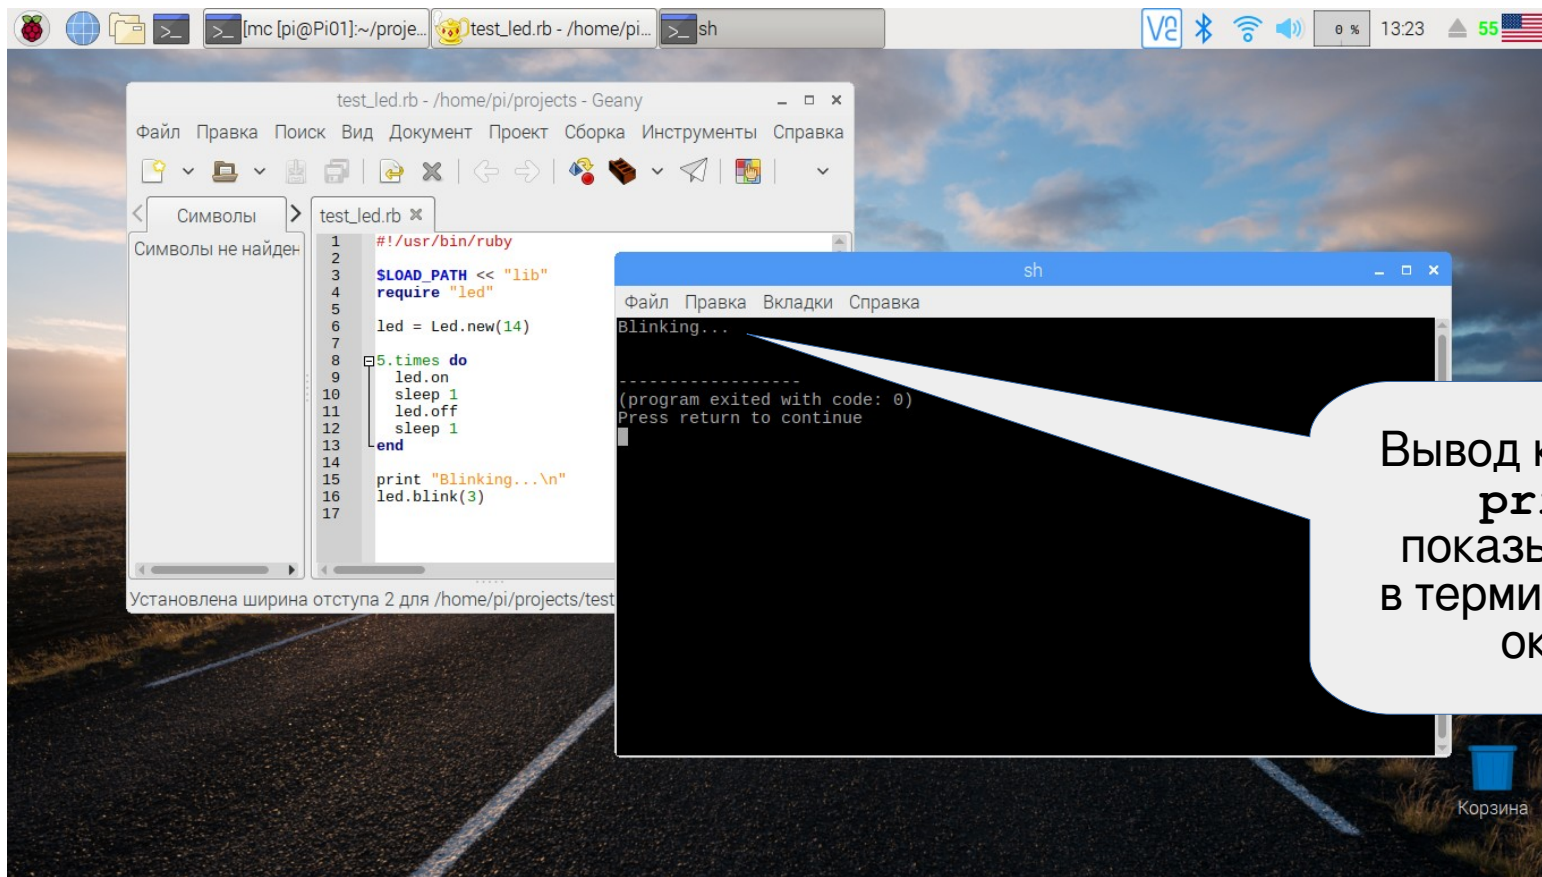 [mc [pi@Pi01]:~/proje...
test_led.rb - /home/pi...
sh
0 %
13:23
55
test_led.rb - /home/pi/projects - Geany
Файл Правка Поиск Вид Документ Проект Сборка Инструменты Справка
Символы
test_led.rb
Символы не найден
1 #!/usr/bin/ruby
2
3 $LOAD_PATH << "lib"
4 require "led"
5
6 led = Led.new(14)
7
8 5.times do
9 led.on
10 sleep 1
11 led.off
12 sleep 1
13 end
14
15 print "Blinking...\n"
16 led.blink(3)
17
Установлена ширина отступа 2 для /home/pi/projects/test
sh
Файл Правка Вкладки Справка
Blinking...
------------------
(program exited with code: 0)
Press return to continue
Вывод к
pri
показы
в терми
ок
Корзина